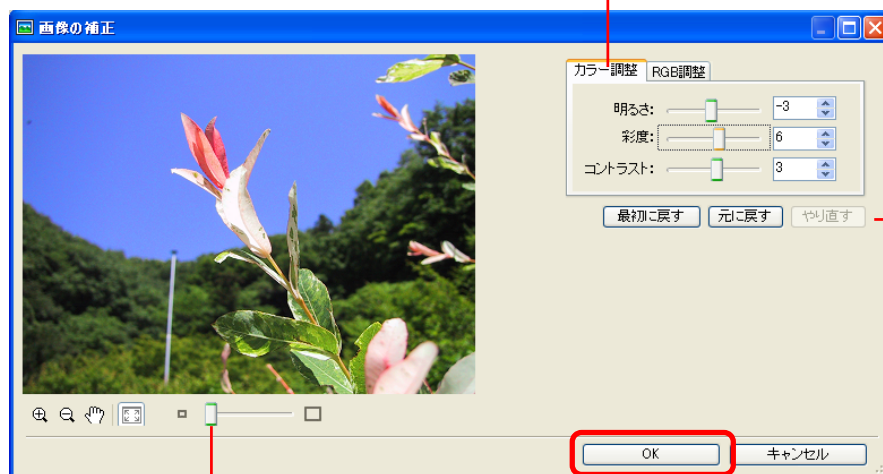 画像の補正
カラー調整 RGB調整
明るさ: -3
彩度: 6
コントラスト: 3
最初に戻す 元に戻す やり直す
OK キャンセル